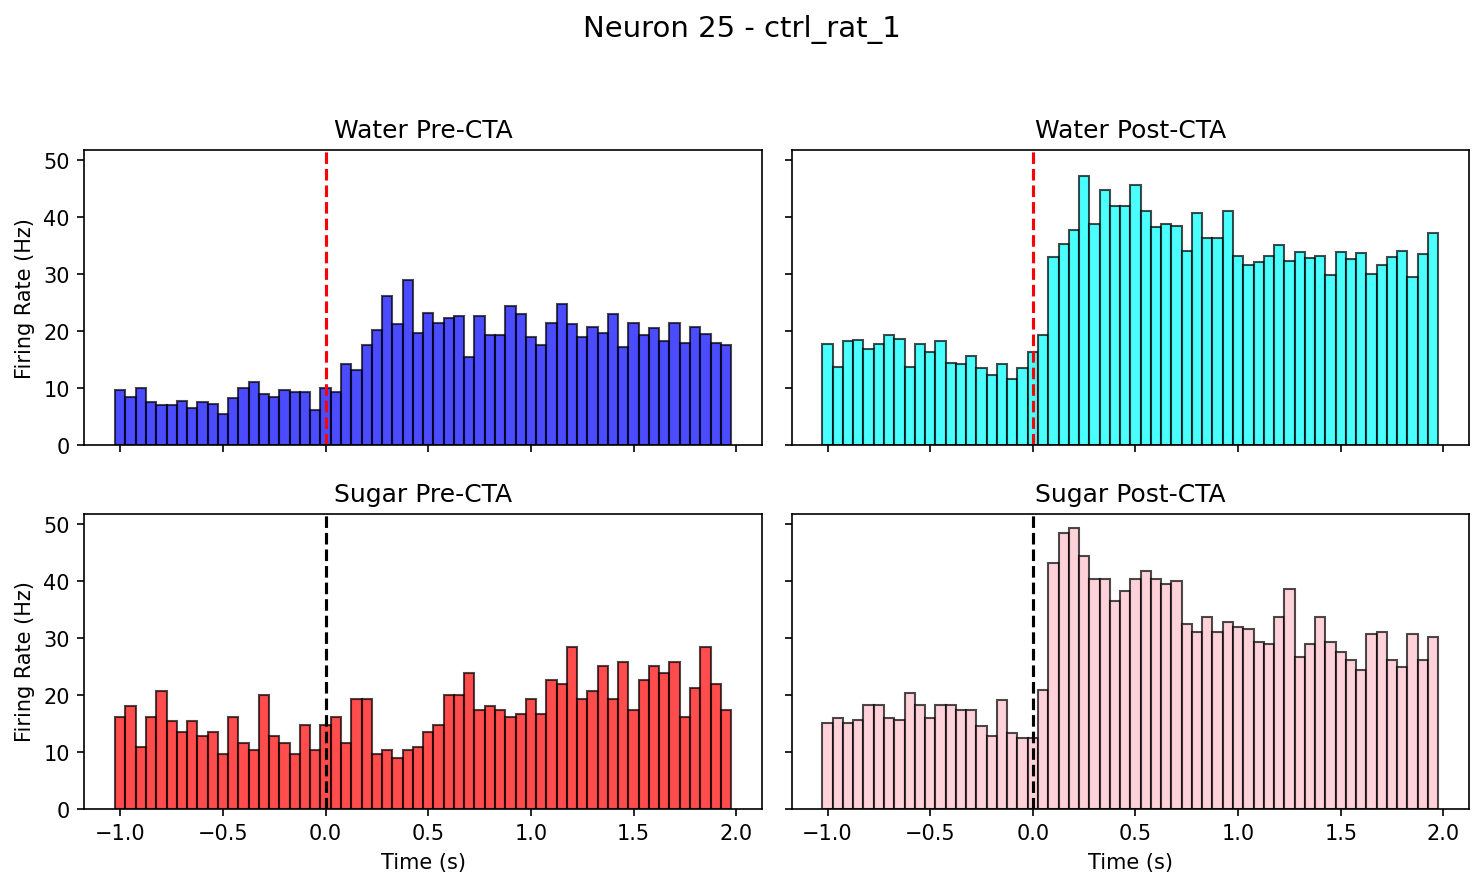 Neuron 25 - ctrl_rat_1
Water Pre-CTA
Water Post-CTA
50
40
30
20
10
0
Firing Rate (Hz)
Sugar Pre-CTA
Sugar Post-CTA
50
40
30
20
10
0
Firing Rate (Hz)
−1.0 −0.5 0.0 0.5 1.0 1.5 2.0
−1.0 −0.5 0.0 0.5 1.0 1.5 2.0
Time (s)
Time (s)